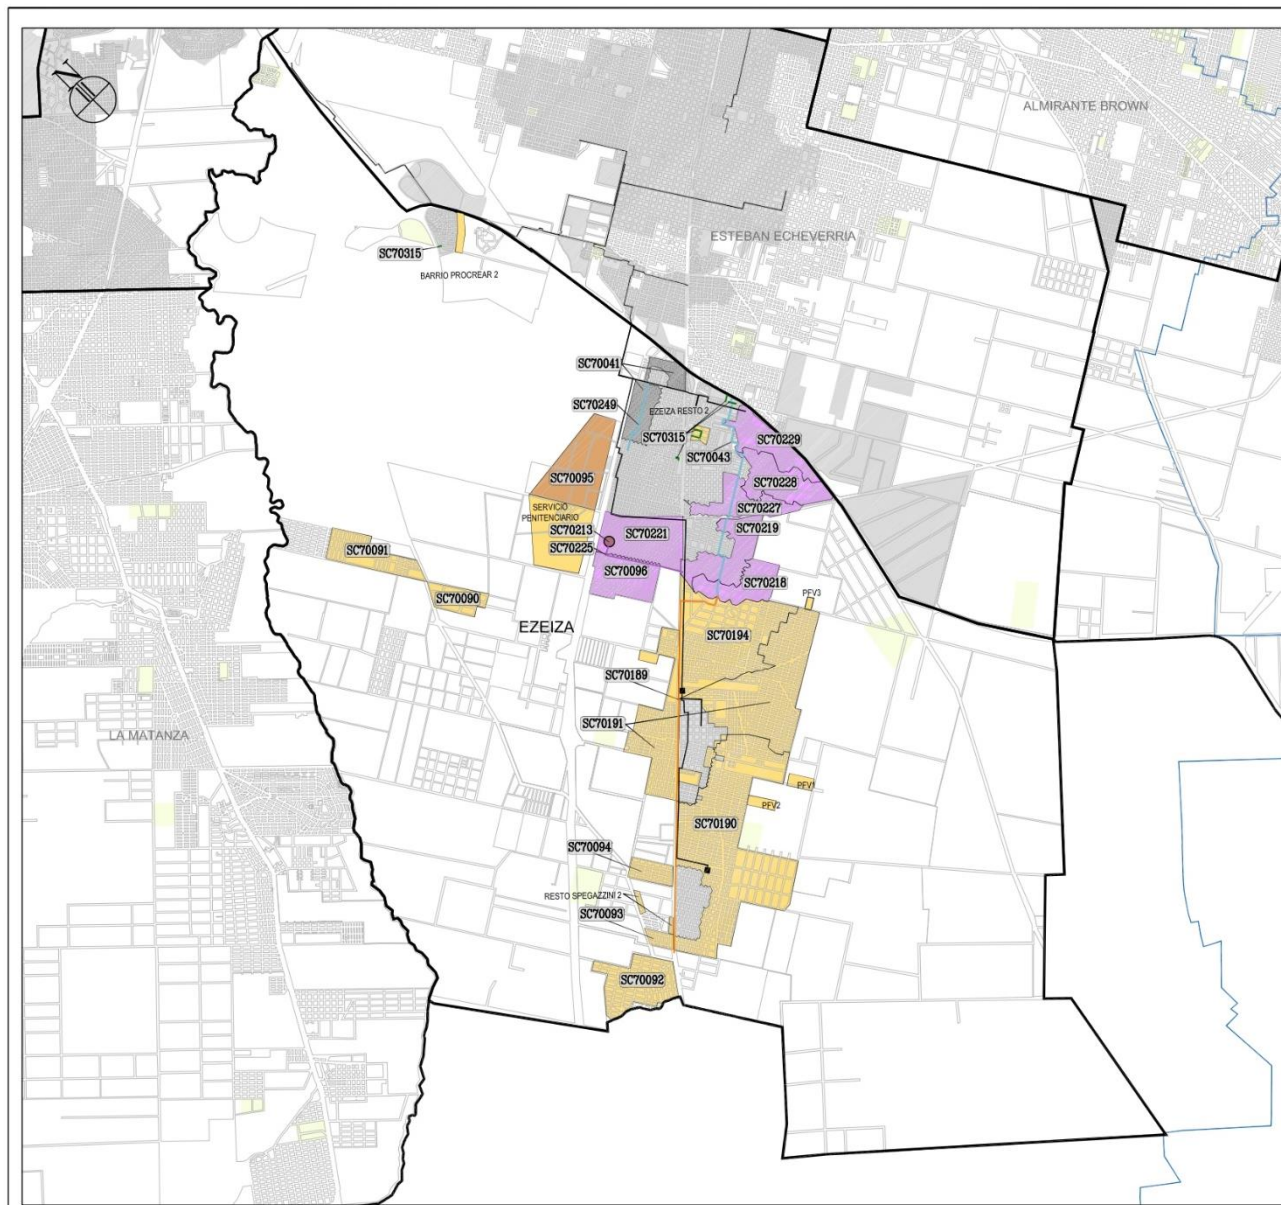 N
ALMIRANTE BROWN
ESTEBAN ECHEVERRIA
SC70315
BARRIO PROCREAR 2
SC70041
SC70249
EZEIZA RESTO 2
SC70315
SC70229
SC70043
SC70095
SC70228
SERVICIO
PENITENCIARIO
SC70227
SC70213
SC70221
SC70219
SC70225
SC70091
SC70096
SC70218
SC70090
PFV3
EZEIZA
SC70194
SC70189
SC70191
LA MATANZA
PFV1
PFV2
SC70190
SC70094
RESTO SPEGAZZINI 2
SC70093
SC70092